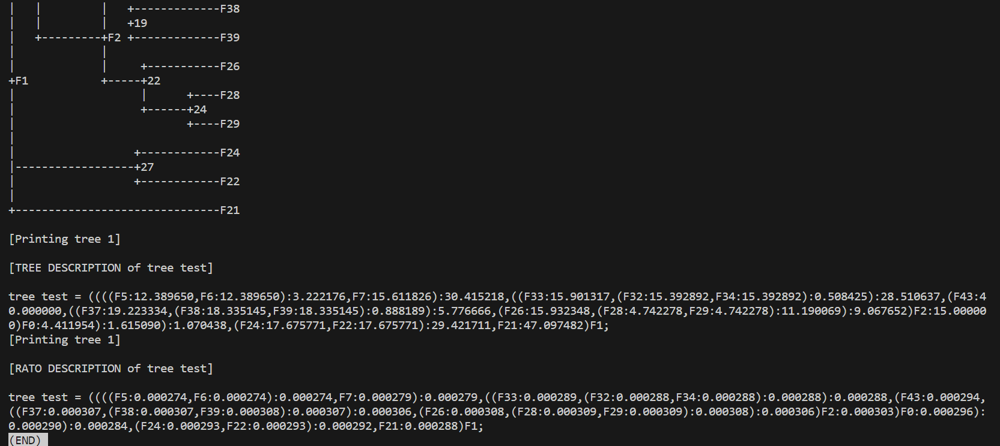 |   |         |   +-------------F38
|   |         |   +19
|   +---------+F2 +-------------F39
|             |
|             |     +-----------F26
+F1           +-----+22
|                   |      +----F28
|                   +------+24
|                          +----F29
|
|                  +------------F24
|------------------+27
|                  +------------F22
|
+-------------------------------F21
[Printing tree 1]
[TREE DESCRIPTION of tree test]
tree test = ((((F5:12.389650,F6:12.389650):3.222176,F7:15.611826):30.415218,((F33:15.901317,(F32:15.392892,F34:15.392892):0.508425):28.510637,(F43:4
0.000000,((F37:19.223334,(F38:18.335145,F39:18.335145):0.888189):5.776666,(F26:15.932348,(F28:4.742278,F29:4.742278):11.190069):9.067652)F2:15.00000
0)F0:4.411954):1.615090):1.070438,(F24:17.675771,F22:17.675771):29.421711,F21:47.097482)F1;
[Printing tree 1]
[RATO DESCRIPTION of tree test]
tree test = ((((F5:0.000274,F6:0.000274):0.000274,F7:0.000279):0.000279,((F33:0.000289,(F32:0.000288,F34:0.000288):0.000288):0.000288,(F43:0.000294,
((F37:0.000307,(F38:0.000307,F39:0.000308):0.000307):0.000306,(F26:0.000308,(F28:0.000309,F29:0.000309):0.000308):0.000306)F2:0.000303)F0:0.000296):
0.000290):0.000284,(F24:0.000293,F22:0.000293):0.000292,F21:0.000288)F1;
(END)